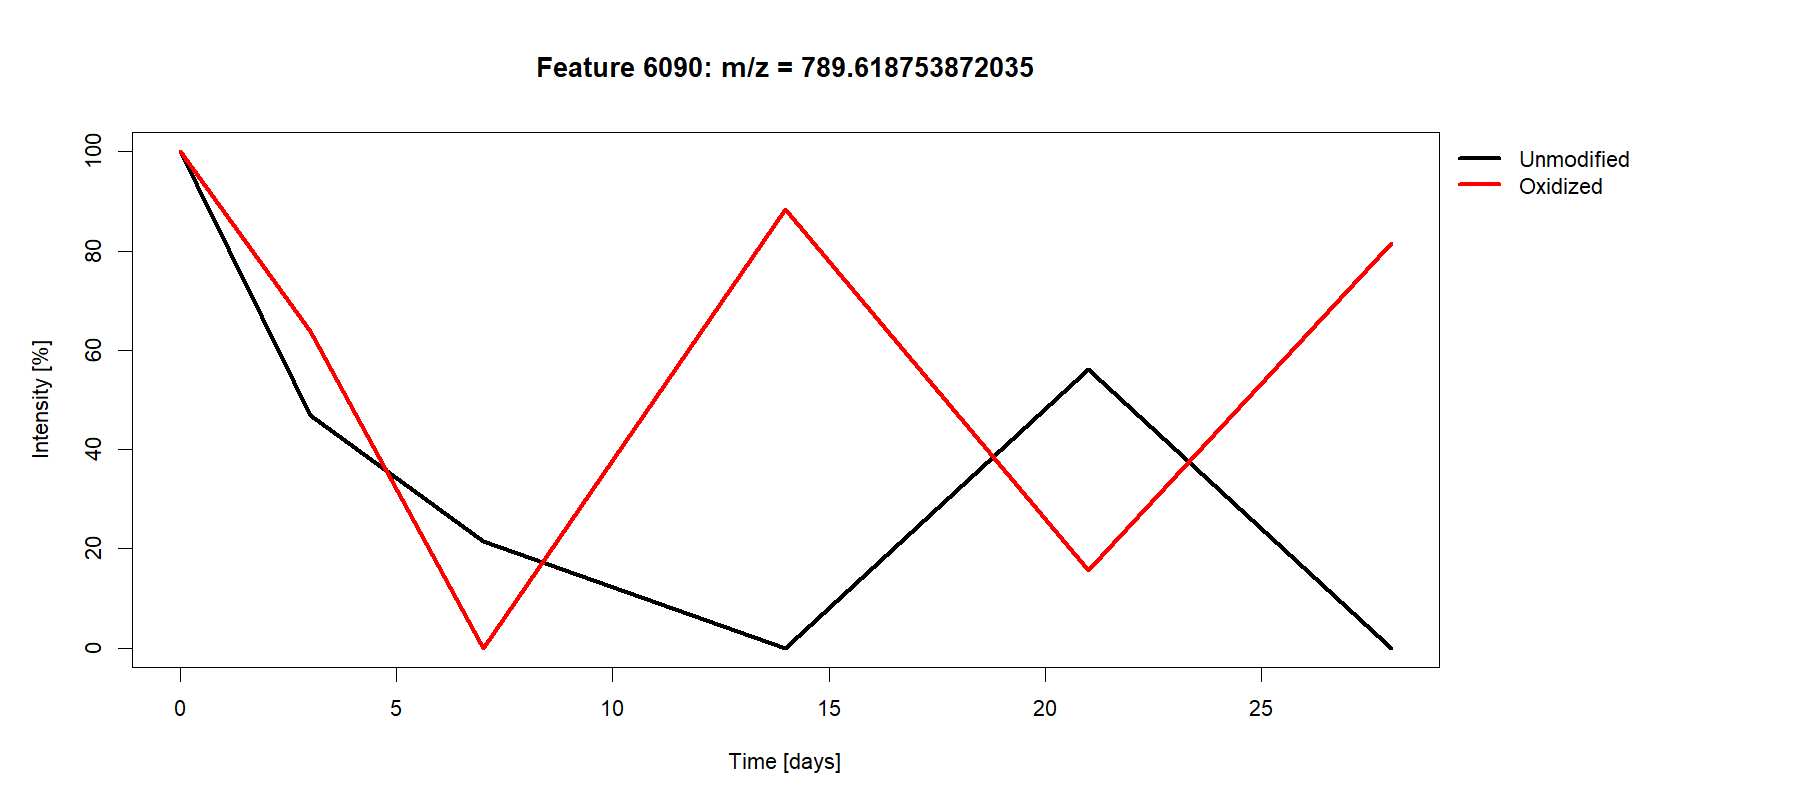 Feature 6090: m/z = 789.618753872035
Unmodified
Oxidized
Intensity [%]
100
80
60
40
20
0
0 5 10 15 20 25
Time [days]